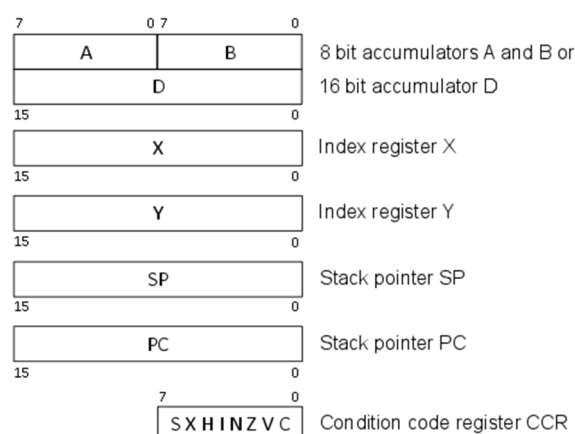 7 0 7 0
A B 8 bit accumulators A and B or
D 16 bit accumulator D
15 0
X Index register X
15 0
Y Index register Y
15 0
SP Stack pointer SP
15 0
PC Stack pointer PC
15 0
7 0
S X H I N Z V C Condition code register CCR